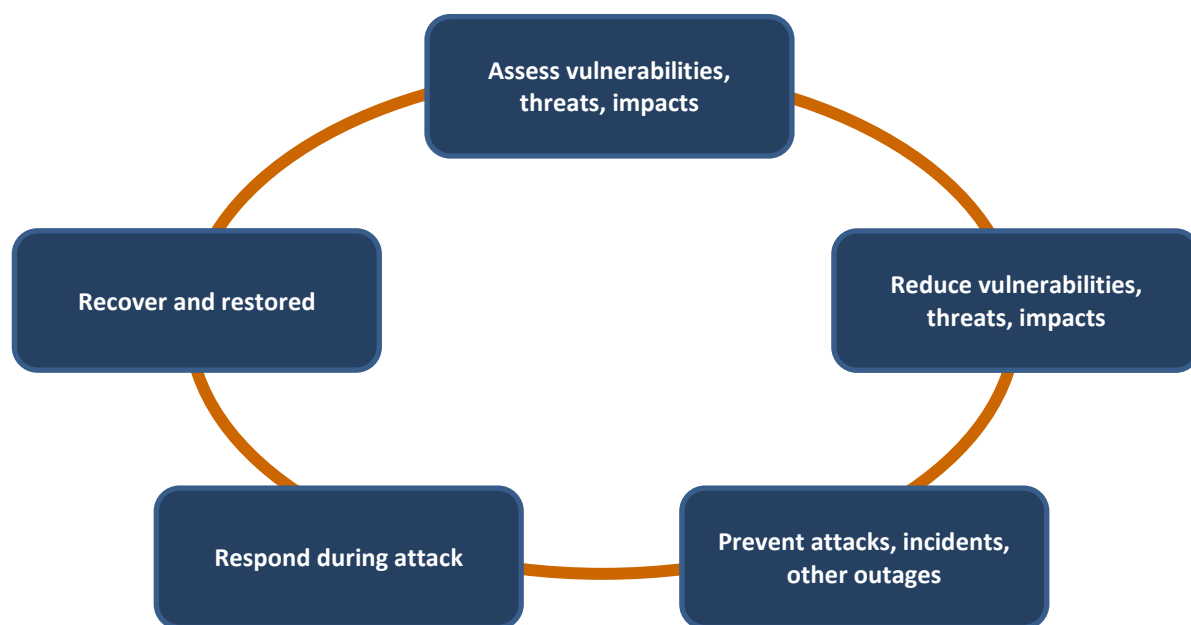 Assess vulnerabilities,
threats, impacts
Reduce vulnerabilities,
threats, impacts
Prevent attacks, incidents,
other outages
Respond during attack
Recover and restored